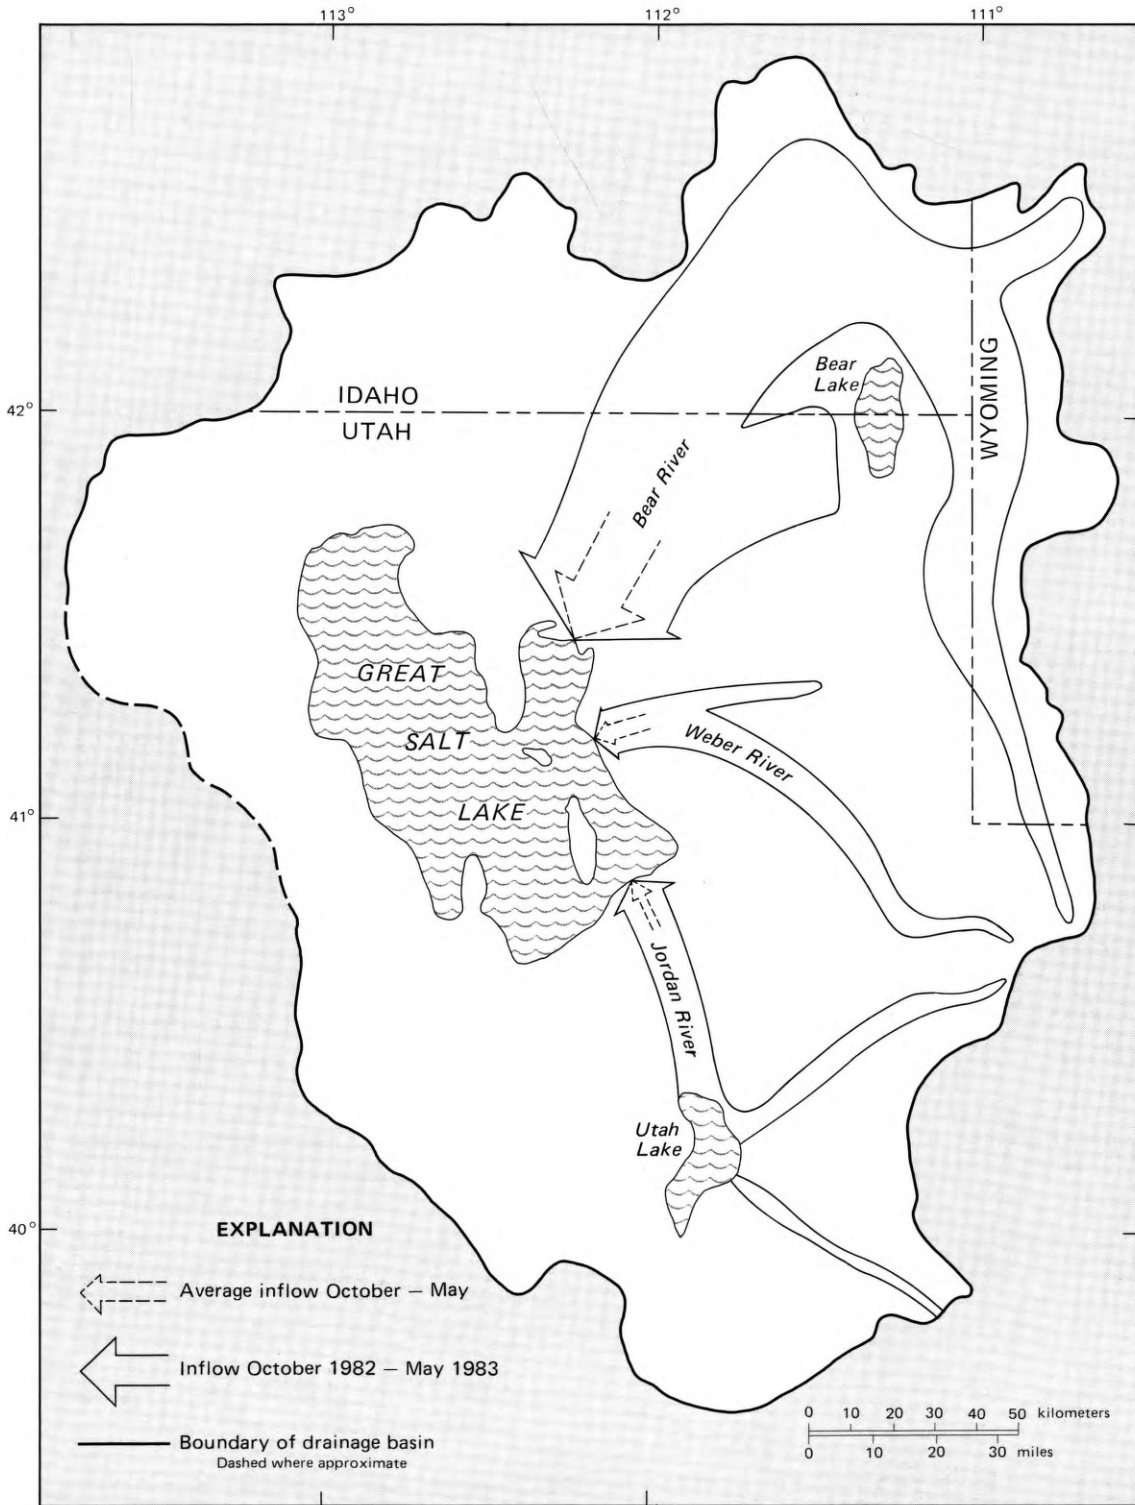 113° 112° 111°
Bear
Lake
WYOMING
42°
IDAHO
UTAH
Bear River
GREAT
SALT
LAKE
Weber River
41°
Jordan River
Utah
Lake
40°
EXPLANATION
Average inflow October — May
Inflow October 1982 — May 1983
Boundary of drainage basin
Dashed where approximate
0 10 20 30 40 50 kilometers
0 10 20 30 miles